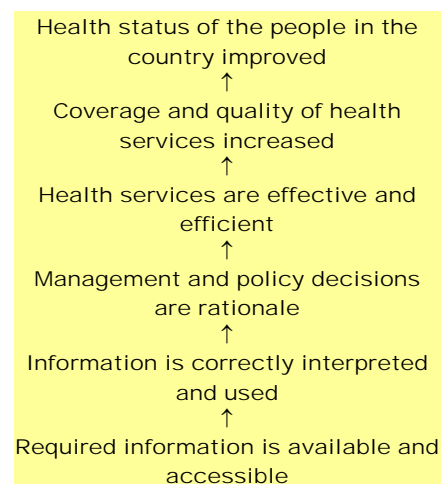 Health status of the people in the
country improved
↑
Coverage and quality of health
services increased
↑
Health services are effective and
efficient
↑
Management and policy decisions
are rationale
↑
Information is correctly interpreted
and used
↑
Required information is available and
accessible